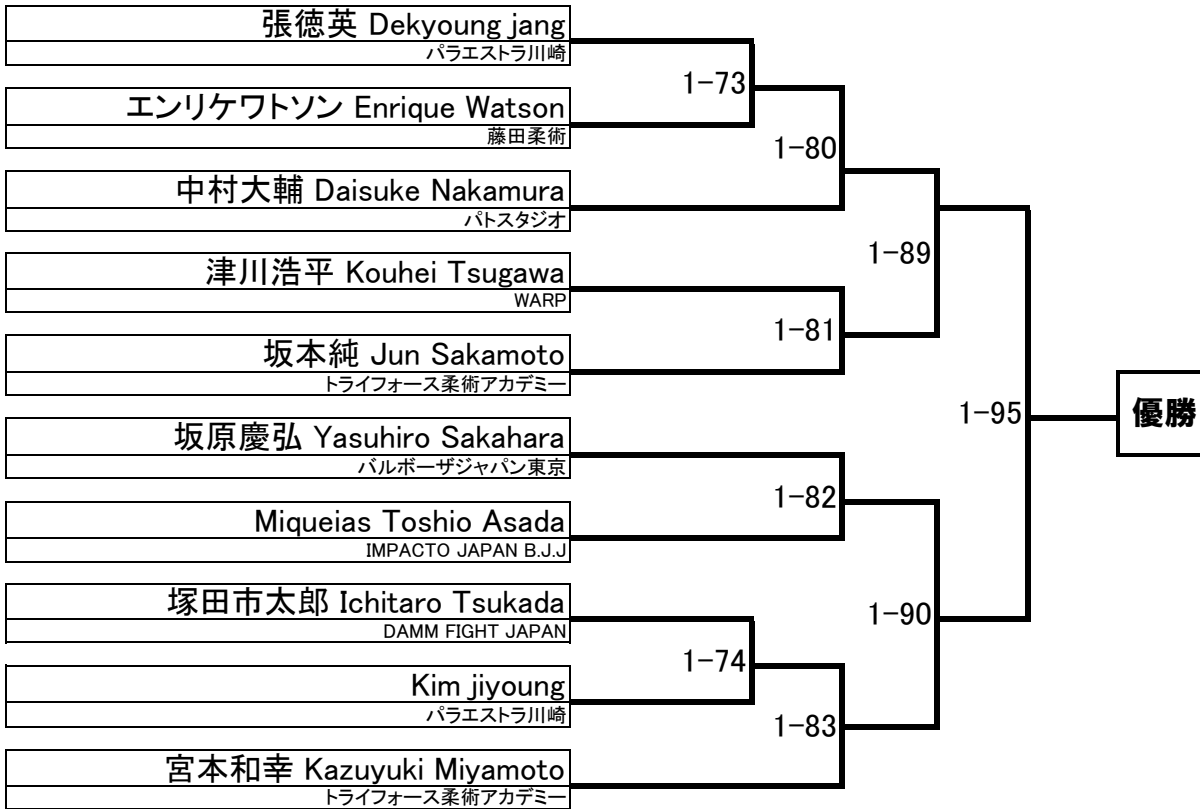 張徳英 Dekyoung jang
パラエストラ川崎
1-73
エンリケワトソン Enrique Watson
藤田柔術
1-80
中村大輔 Daisuke Nakamura
パトスタジオ
1-89
津川浩平 Kouhei Tsugawa
WARP
1-81
坂本純 Jun Sakamoto
トライフォース柔術アカデミー
1-95
優勝
坂原慶弘 Yasuhiro Sakahara
バルボーザジャパン東京
1-82
Miqueias Toshio Asada
IMPACTO JAPAN B.J.J
塚田市太郎 Ichitaro Tsukada
DAMM FIGHT JAPAN
1-90
1-74
Kim jiyoung
パラエストラ川崎
1-83
宮本和幸 Kazuyuki Miyamoto
トライフォース柔術アカデミー